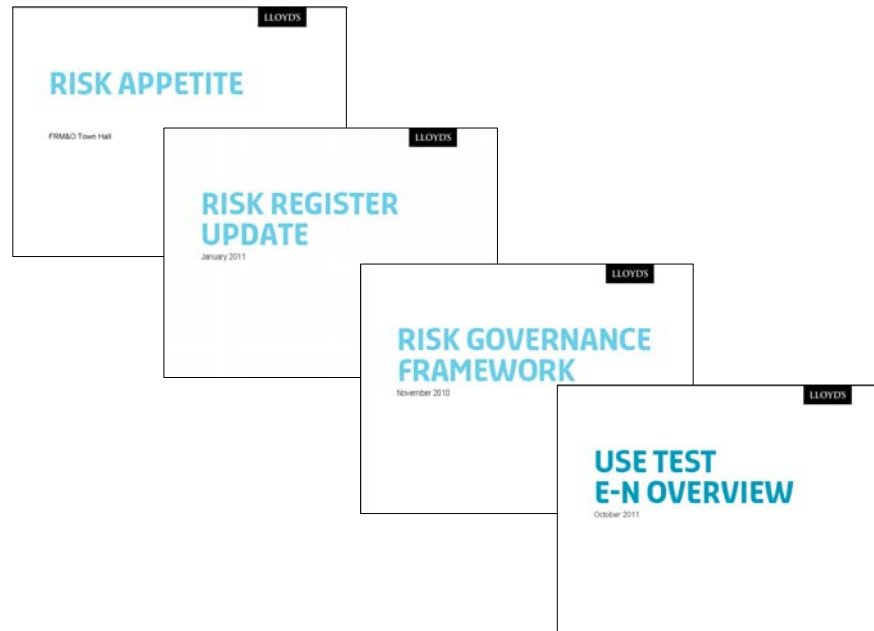 LLOYD'S
RISK APPETITE
FRM&O Town Hall
LLOYD'S
RISK REGISTER
UPDATE
January 2011
LLOYD'S
RISK GOVERNANCE
FRAMEWORK
November 2010
LLOYD'S
USE TEST
E-N OVERVIEW
October 2011